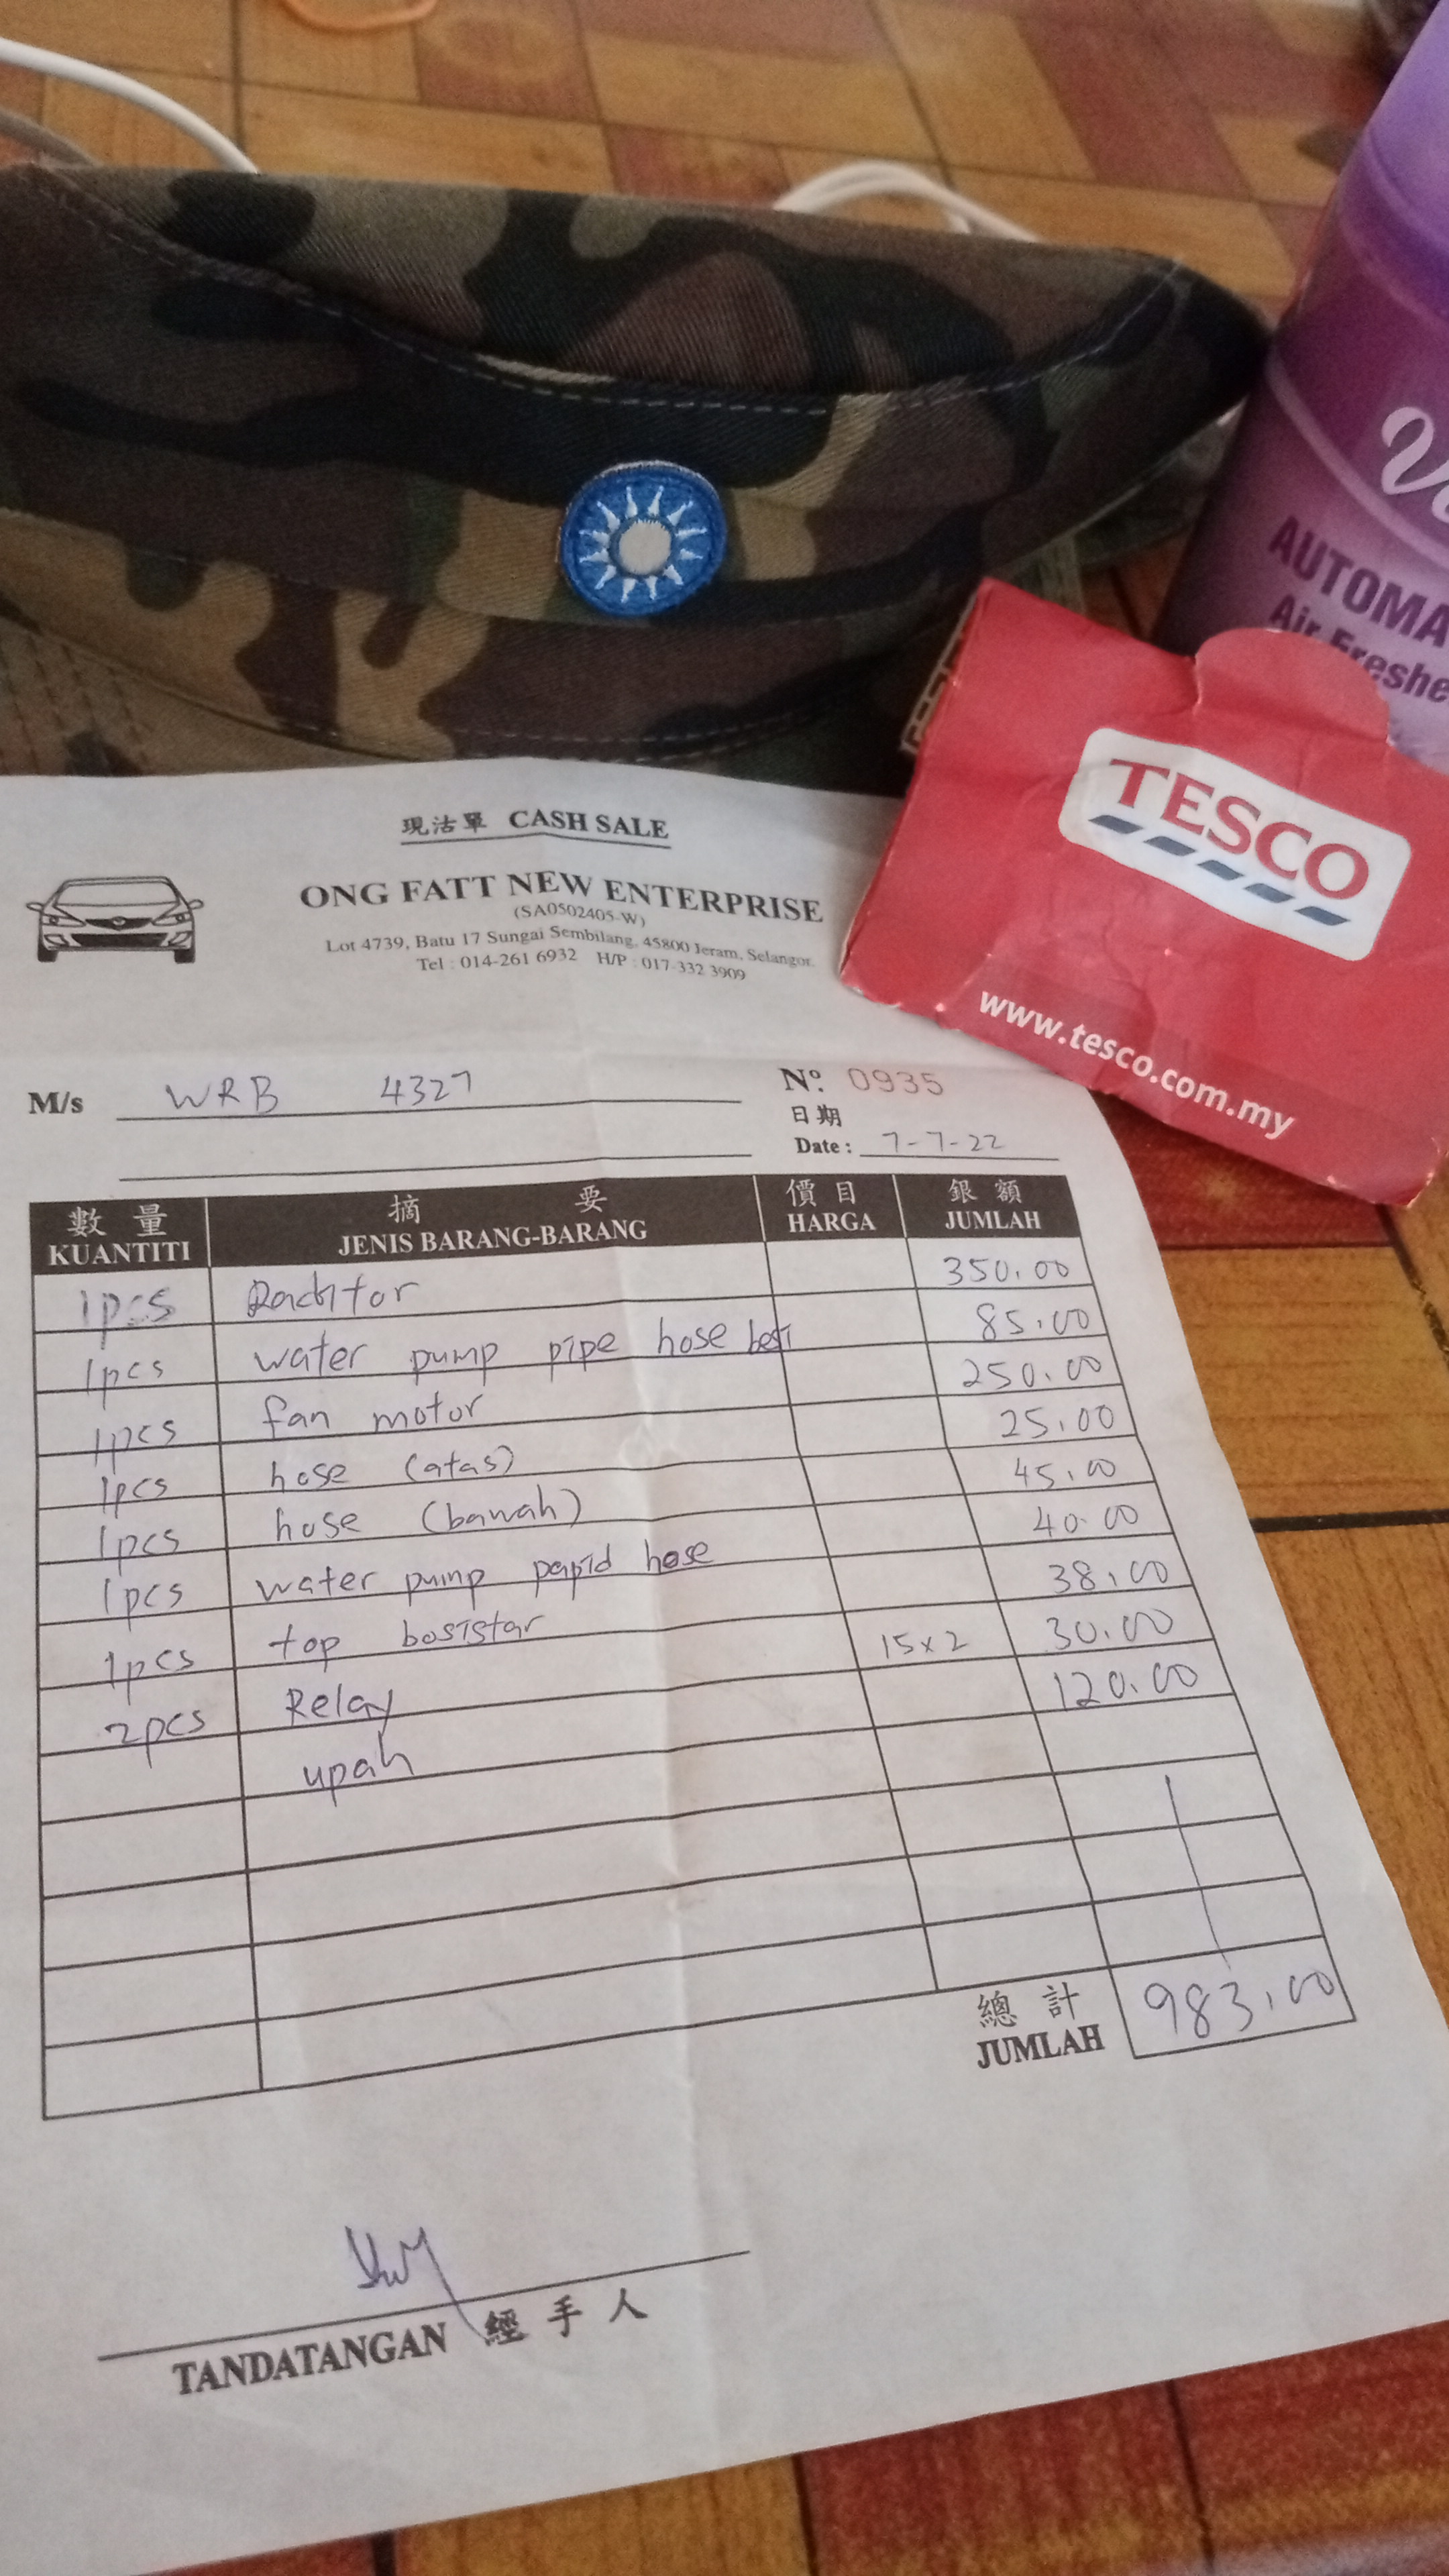 AUTOMA
Air Freshe
TESCO
www.tesco.com.my
現沽單 CASH SALE
ONG FATT NEW ENTERPRISE
(SA0502405-W)
Lot 4739, Batu 17 Sungai Sembilang, 45800 Jeram, Selangor.
Tel : 014-261 6932 H/P : 017-332 3909
M/s WRB 4327
Nº: 0935
日期
Date : 7-7-22
數量 摘要 價目 銀額
KUANTITI JENIS BARANG-BARANG HARGA JUMLAH
1pcs 350.00
1pcs water pump pipe hose besi 85.00
1pcs fan motor 250.00
1pcs hose (atas) 25.00
1pcs hose (bawah) 45.00
1pcs water pump papid hose 40.00
1pcs top bosistar 38.00
2pcs Relay 15x2 30.00
upah 120.00
總計
JUMLAH 983.00
TANDATANGAN 經手人